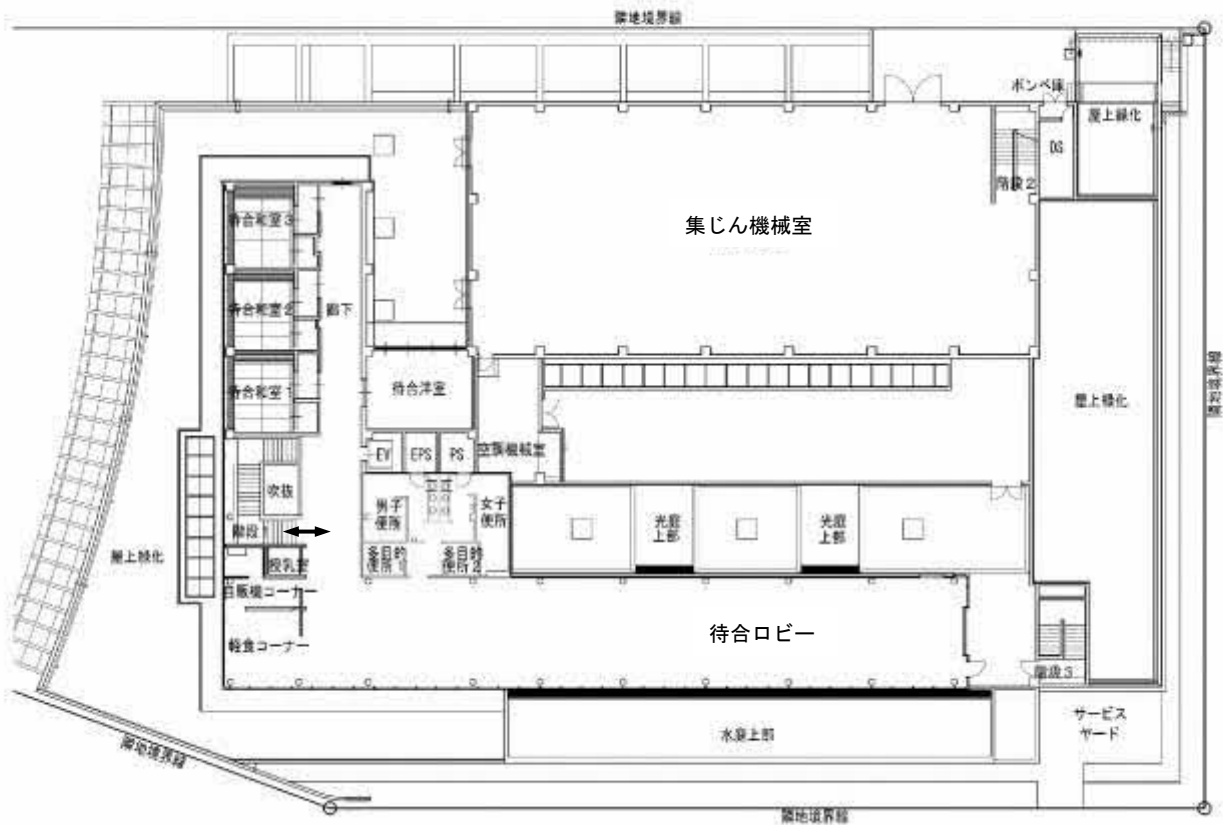 隣地境界線
ボンベ庫
屋上緑化
DS
階段2
集じん機械室
待合和室3
待合和室2
廊下
待合和室1
待合洋室
隣地境界線
屋上緑化
EV
EPS
PS
空調機械室
吹抜
男子
便所
女子
便所
階段1
光庭
上部
光庭
上部
屋上緑化
授乳室
多目的
便所1
多目的
便所2
自販機コーナー
軽食コーナー
待合ロビー
階段3
サービス
ヤード
水庭上部
隣地境界線
隣地境界線